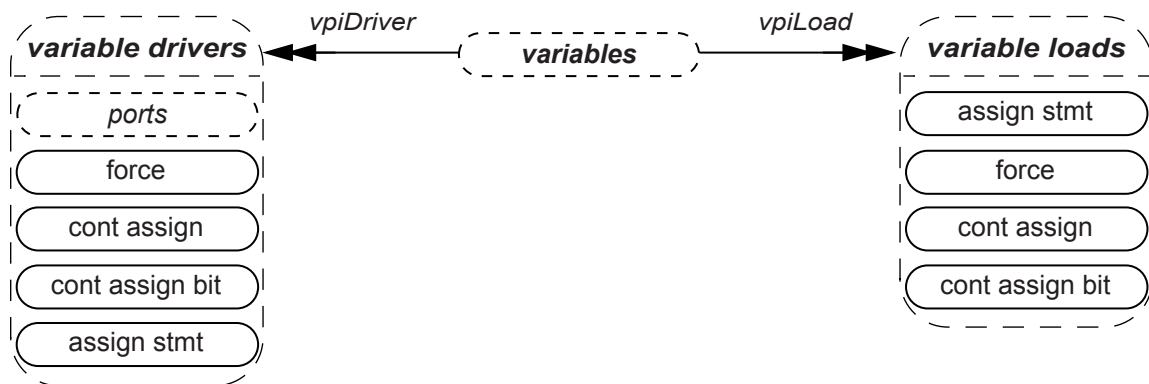 vpiDriver
vpiLoad
variable drivers
variables
variable loads
ports
force
cont assign
cont assign bit
assign stmt
assign stmt
force
cont assign
cont assign bit